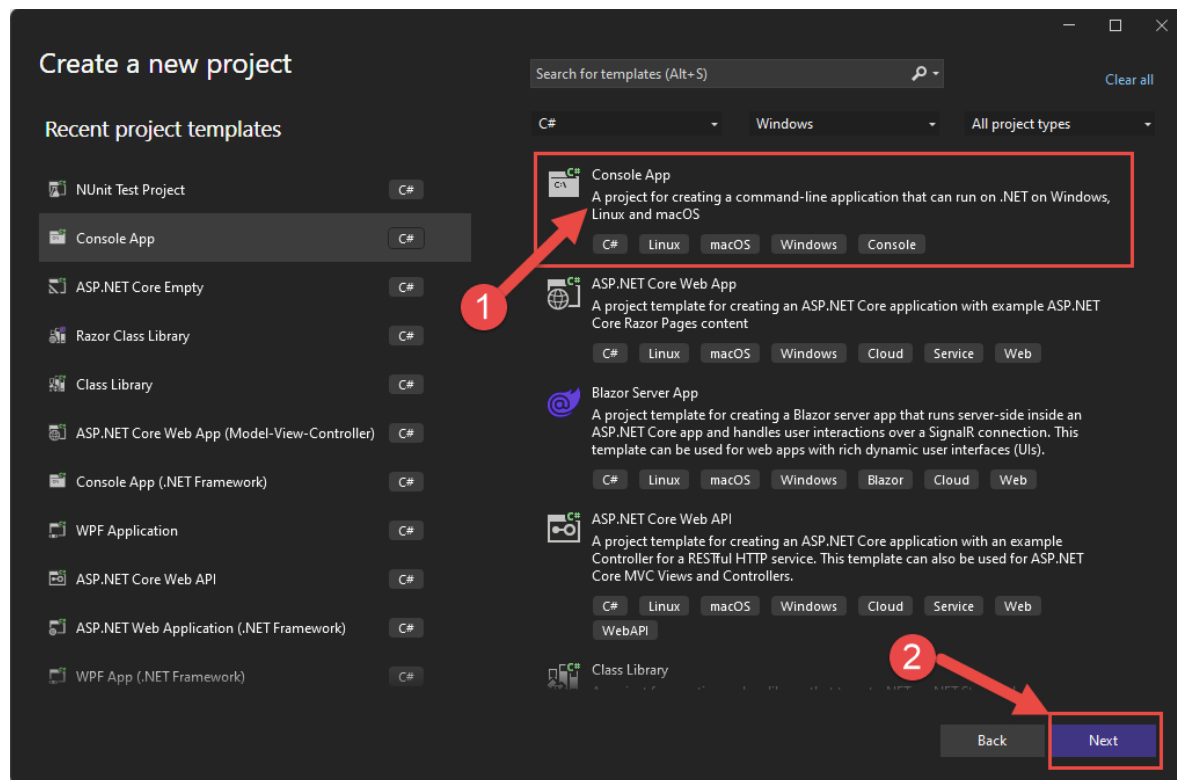 Create a new project
Search for templates (Alt+S)
Clear all
Recent project templates
C#
Windows
All project types
NUnit Test Project
C#
Console App
C#
ASP.NET Core Empty
C#
Razor Class Library
C#
Class Library
C#
ASP.NET Core Web App (Model-View-Controller)
C#
Console App (.NET Framework)
C#
WPF Application
C#
ASP.NET Core Web API
C#
ASP.NET Web Application (.NET Framework)
C#
WPF App (.NET Framework)
C#
C#
C:\
Console App
A project for creating a command-line application that can run on .NET on Windows,
Linux and macOS
C# Linux macOS Windows Console
1
C#
ASP.NET Core Web App
A project template for creating an ASP.NET Core application with example ASP.NET
Core Razor Pages content
C# Linux macOS Windows Cloud Service Web
Blazor Server App
A project template for creating a Blazor server app that runs server-side inside an
ASP.NET Core app and handles user interactions over a SignalR connection. This
template can be used for web apps with rich dynamic user interfaces (UIs).
C# Linux macOS Windows Blazor Cloud Web
C#
ASP.NET Core Web API
A project template for creating an ASP.NET Core application with an example
Controller for a RESTful HTTP service. This template can also be used for ASP.NET
Core MVC Views and Controllers.
C# Linux macOS Windows Cloud Service Web
WebAPI
C#
Class Library
2
Back
Next